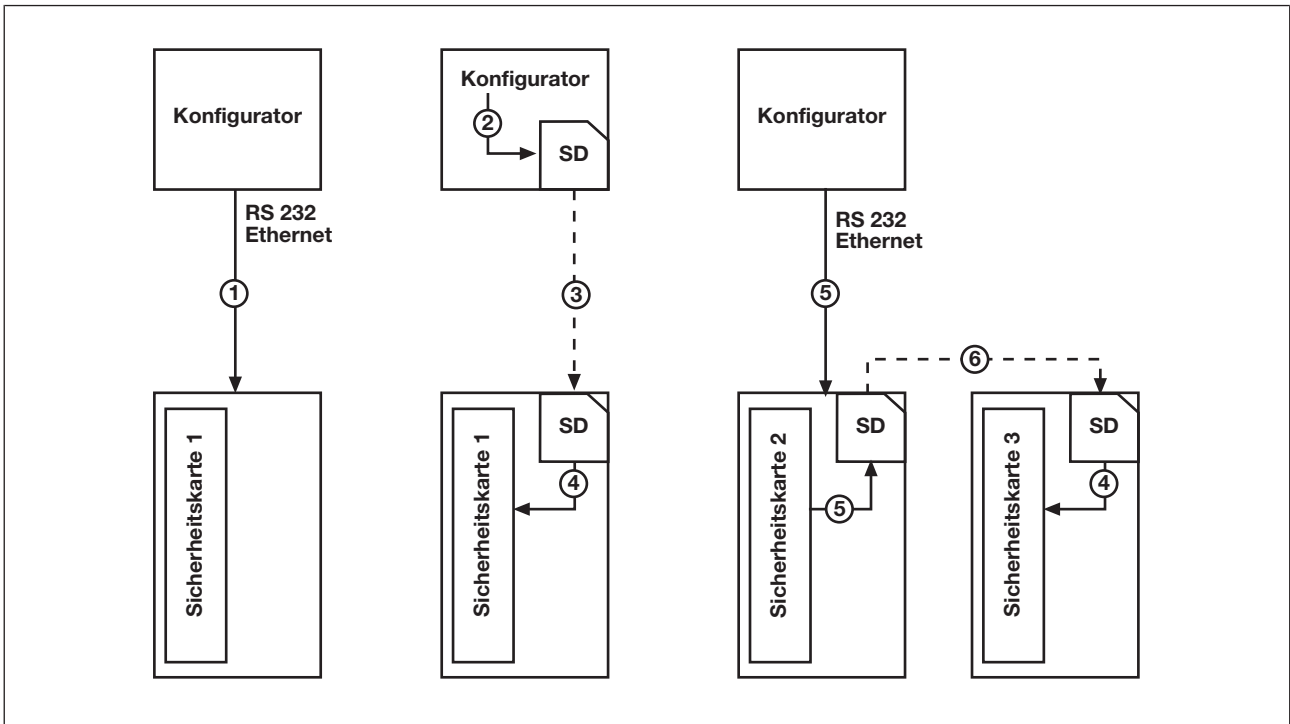 Konfigurator
RS 232
Ethernet
1
Sicherheitskarte 1
Konfigurator
2
SD
3
SD
4
Sicherheitskarte 1
Konfigurator
RS 232
Ethernet
5
6
SD
5
Sicherheitskarte 2
SD
4
Sicherheitskarte 3